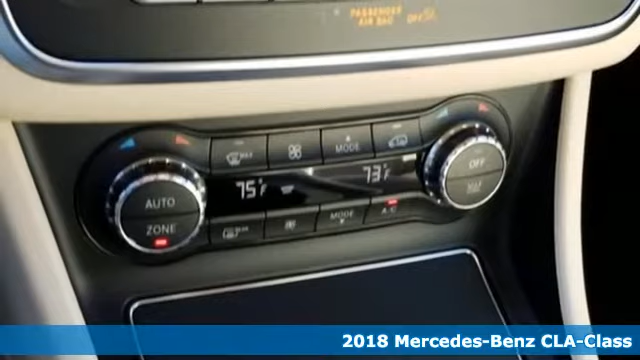 PASSENGER
AIR BAG OFF
MAX
MODE
OFF
75°F
73°F
AUTO
ZONE
MODE
A/C
2018 Mercedes-Benz CLA-Class